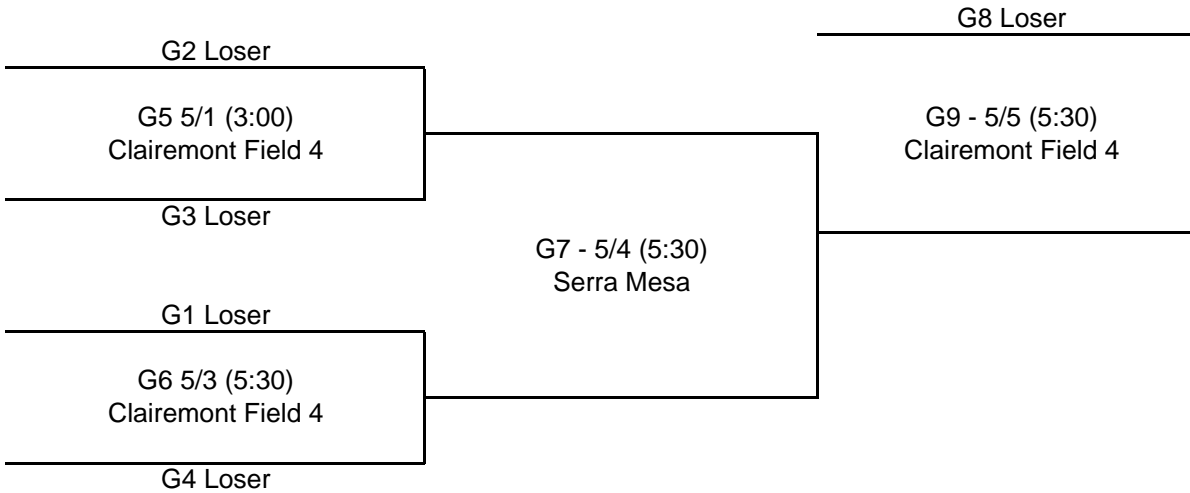 G8 Loser
G2 Loser
G5 5/1 (3:00)
Clairemont Field 4
G9 - 5/5 (5:30)
Clairemont Field 4
G3 Loser
G7 - 5/4 (5:30)
Serra Mesa
G1 Loser
G6 5/3 (5:30)
Clairemont Field 4
G4 Loser